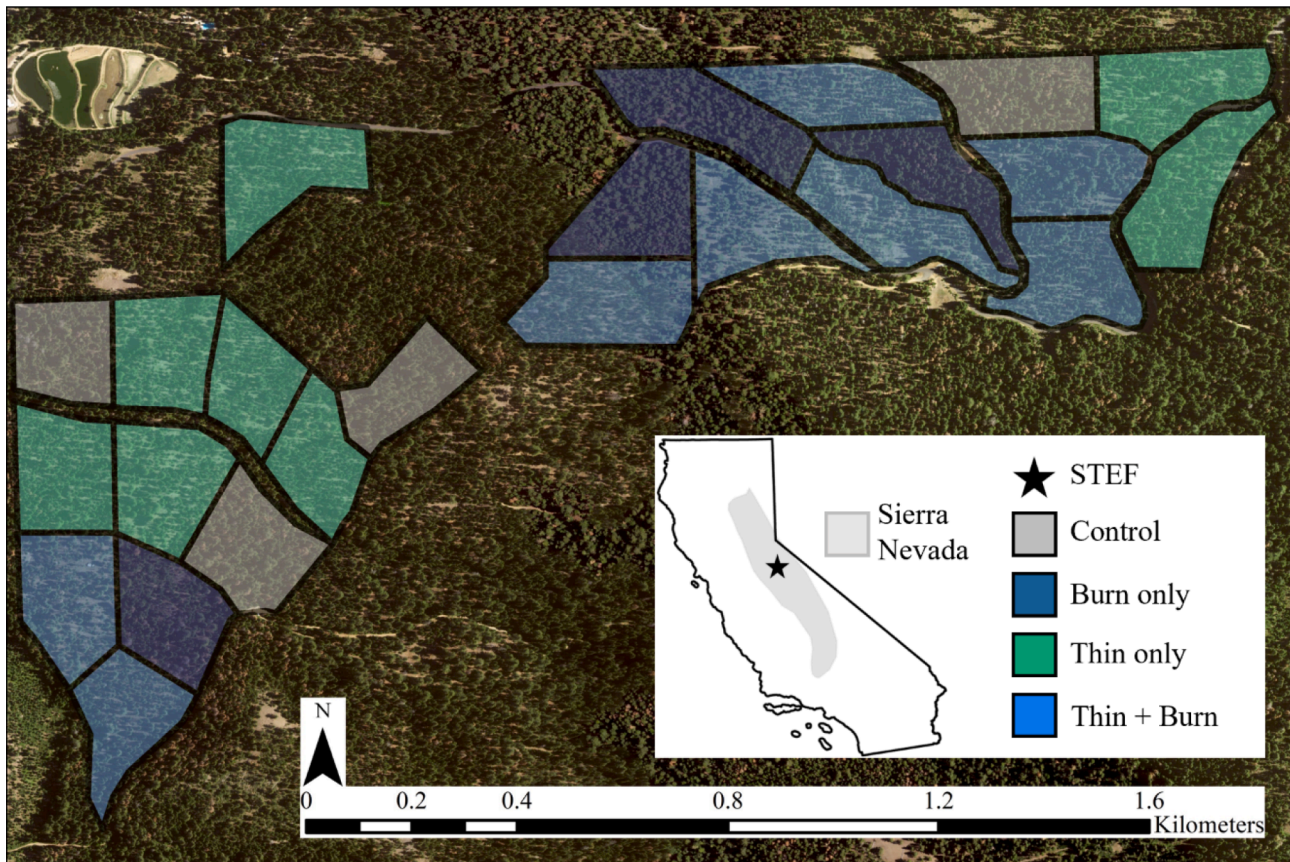 Sierra
Nevada
STEF
Control
Burn only
Thin only
Thin + Burn
N
0 0.2 0.4 0.8 1.2 1.6
Kilometers